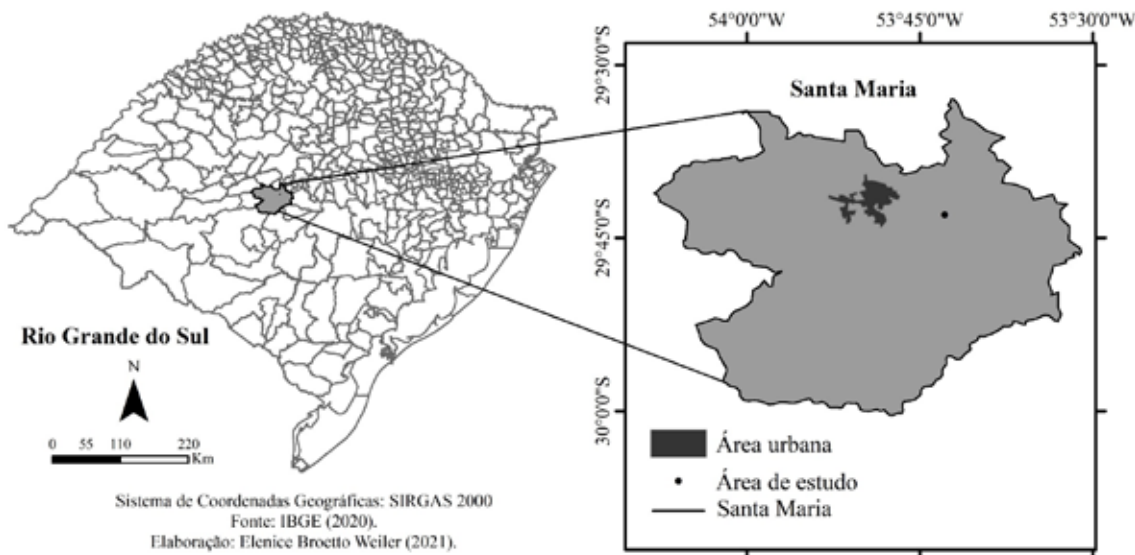 Rio Grande do Sul
N
0 55 110 220
Km
Sistema de Coordenadas Geográficas: SIRGAS 2000
Fonte: IBGE (2020).
Elaboração: Elenice Broetto Weiler (2021).
54°0'0"W 53°45'0"W 53°30'0"W
29°30'0"S
29°45'0"S
30°0'0"S
Santa Maria
Área urbana
Área de estudo
Santa Maria